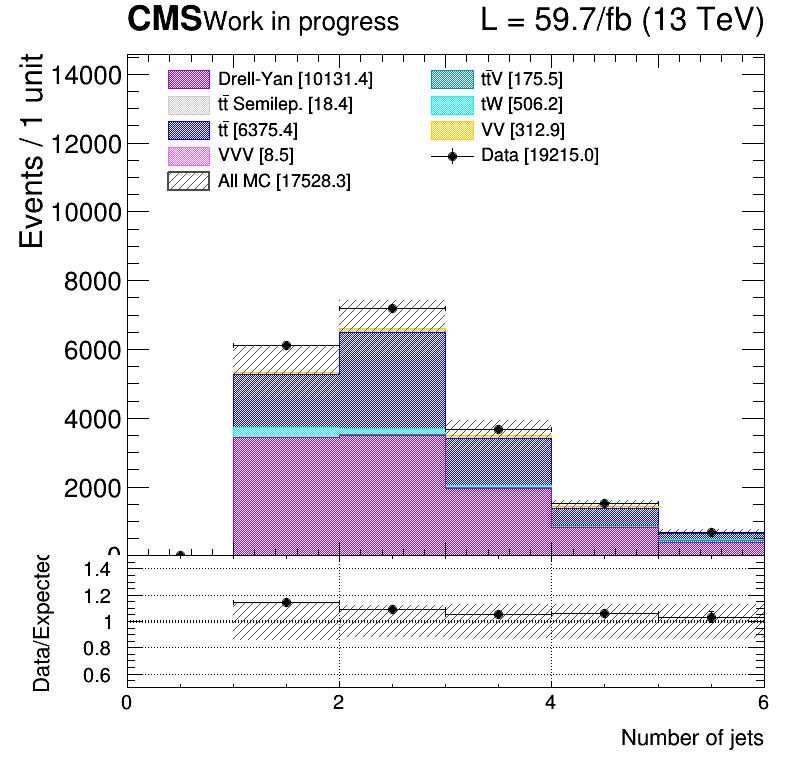 CMS Work in progress L = 59.7/fb (13 TeV)
Events / 1 unit
14000
12000
10000
8000
6000
4000
2000
0
Drell-Yan [10131.4]
tt̄ Semilep. [18.4]
tt̄ [6375.4]
VVV [8.5]
All MC [17528.3]
tt̄V [175.5]
tW [506.2]
VV [312.9]
Data [19215.0]
Data/Expected
1.4
1.2
1
0.8
0.6
0 2 4 6
Number of jets